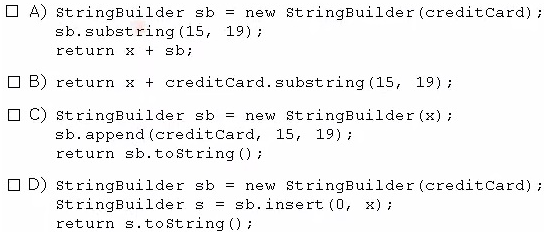 A) StringBuilder sb = new StringBuilder(creditCard);
sb.substring(15, 19);
return x + sb;
B) return x + creditCard.substring(15, 19);
C) StringBuilder sb = new StringBuilder(x);
sb.append(creditCard, 15, 19);
return sb.toString();
D) StringBuilder sb = new StringBuilder(creditCard);
StringBuilder s = sb.insert(0, x);
return s.toString();